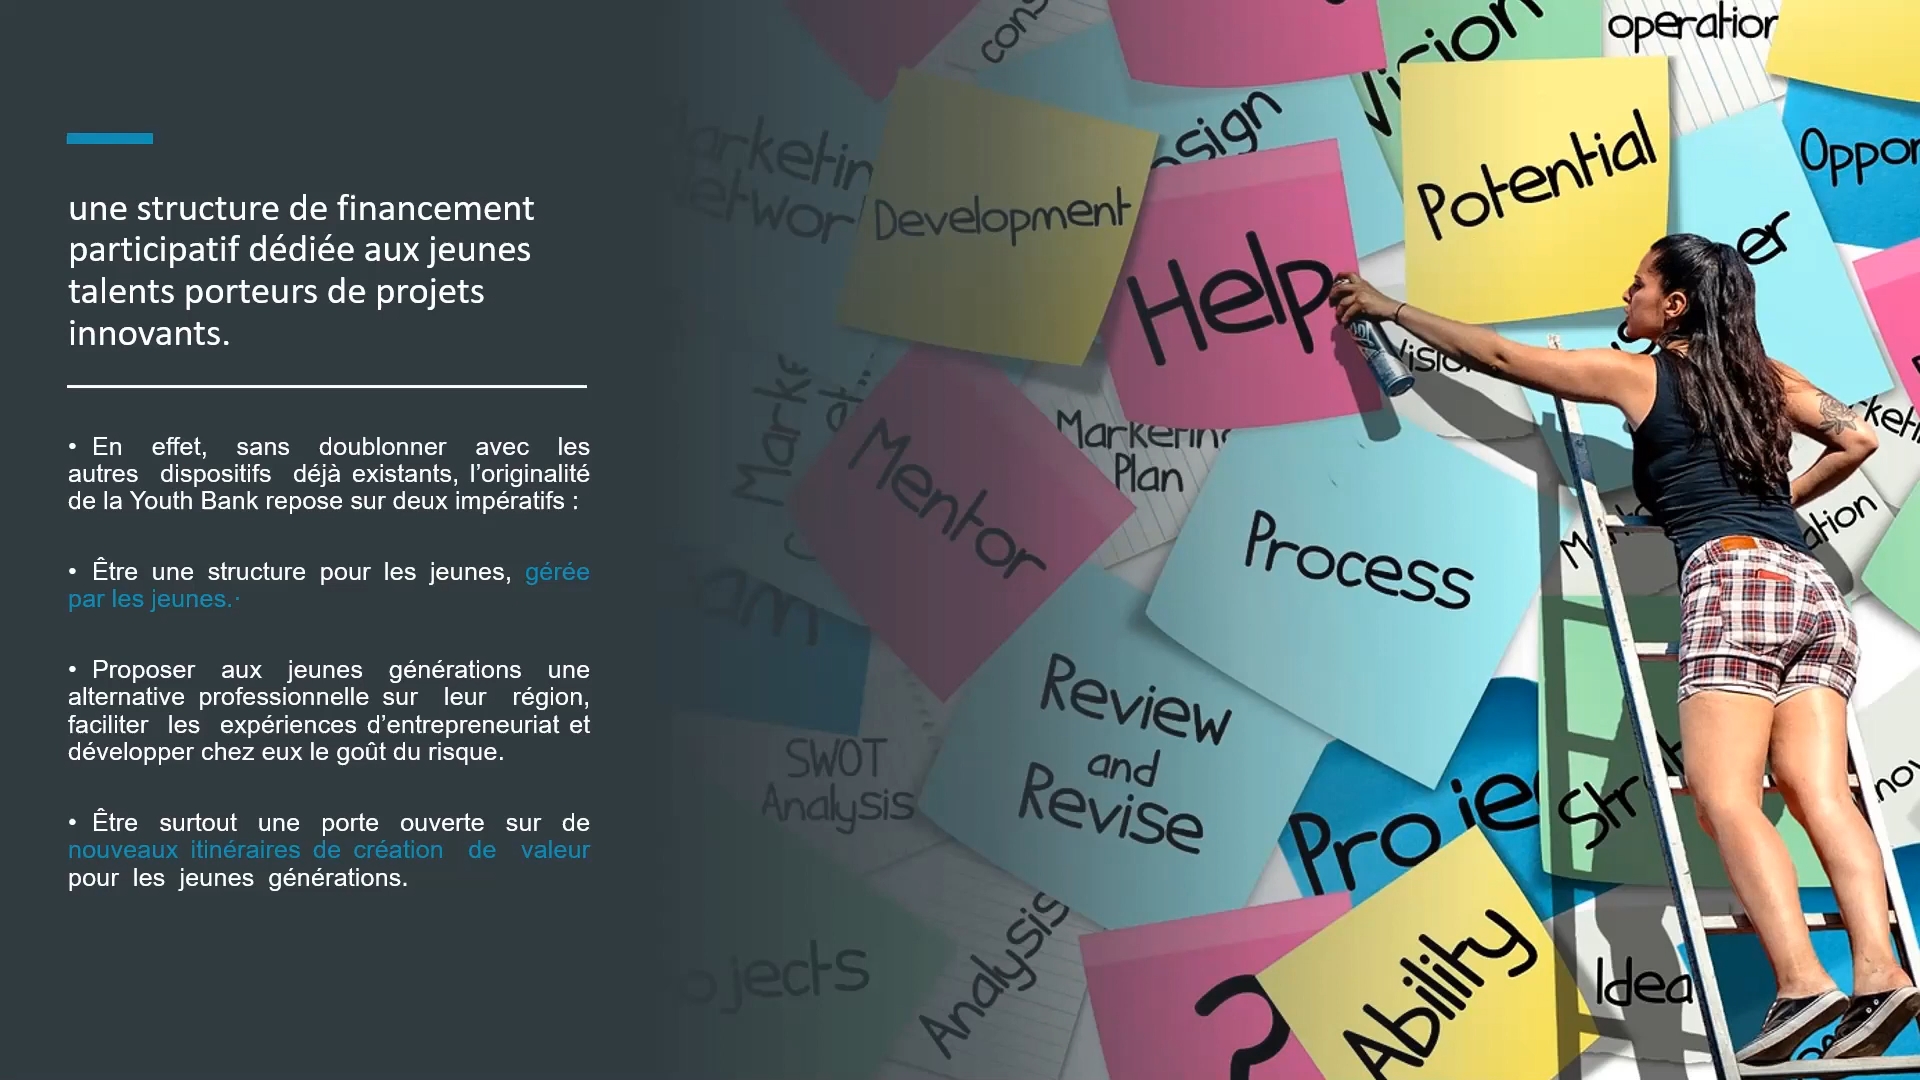 une structure de financement
participatif dédiée aux jeunes
talents porteurs de projets
innovants.
• En effet, sans doublonner avec les
autres dispositifs déjà existants, l’originalité
de la Youth Bank repose sur deux impératifs :
• Être une structure pour les jeunes, gérée
par les jeunes.·
• Proposer aux jeunes générations une
alternative professionnelle sur leur région,
faciliter les expériences d’entrepreneuriat et
développer chez eux le goût du risque.
• Être surtout une porte ouverte sur de
nouveaux itinéraires de création de valeur
pour les jeunes générations.
Development
Help
Potential
Mentor
Marketing
Plan
Process
Review
and
Revise
SWOT
Analysis
Analysis
?
Ability
Idea